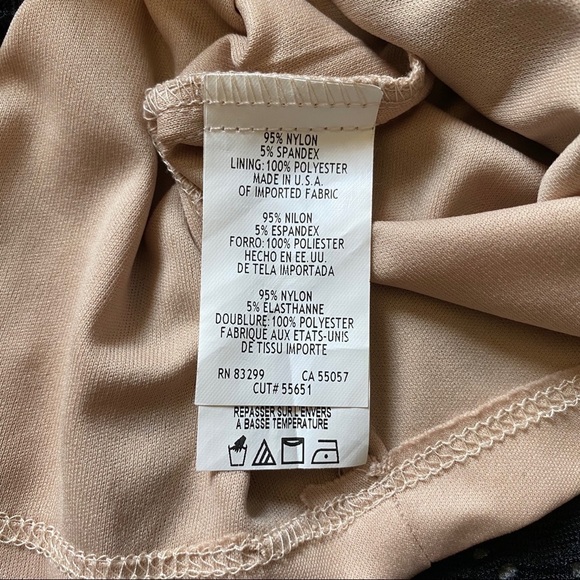 95% NYLON
5% SPANDEX
LINING: 100% POLYESTER
MADE IN U.S.A.
OF IMPORTED FABRIC
95% NILON
5% ESPANDEX
FORRO: 100% POLIESTER
HECHO EN EE. UU.
DE TELA IMPORTADA
95% NYLON
5% ELASTHANNE
DOUBLURE: 100% POLYESTER
FABRIQUE AUX ETATS-UNIS
DE TISSU IMPORTE
RN 83299 CA 55057
CUT# 55651
REPASSER SUR L'ENVERS
A BASSE TEMPERATURE